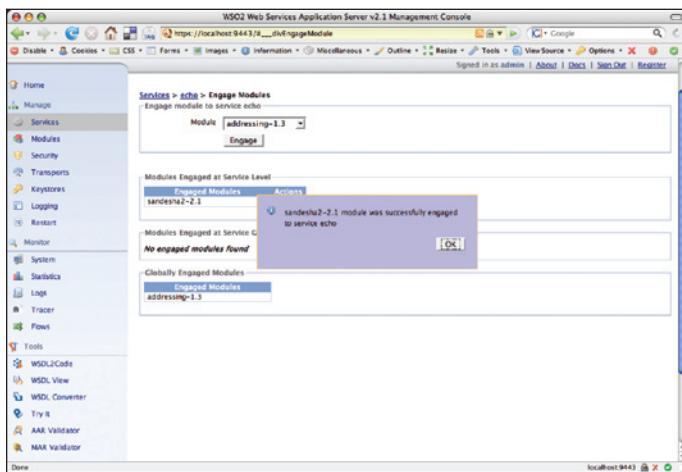 WSO2 Web Services Application Server v2.1 Management Console
https://localhost:9443/#__divEngageModule
Google
Disable CSS Forms Images Information Miscellaneous Outline Resize Tools View Source Options
Signed in as admin | About | Docs | Sign Out | Register
Home
Manage
Services
Modules
Security
Transports
Keystores
Logging
Restart
Monitor
System
Statistics
Logs
Tracer
Flows
Tools
WSDL2Code
WSDL View
WSDL Converter
Try It
AAR Validator
MAR Validator
Services > echo > Engage Modules
Engage module to service echo
Module addressing-1.3
Engage
Modules Engaged at Service Level
Engaged Modules Actions
sandesha2-2.1
sandesha2-2.1 module was successfully engaged
to service echo
OK
Modules Engaged at Service G
No engaged modules found
Globally Engaged Modules
Engaged Modules
addressing-1.3
Done
localhost:9443